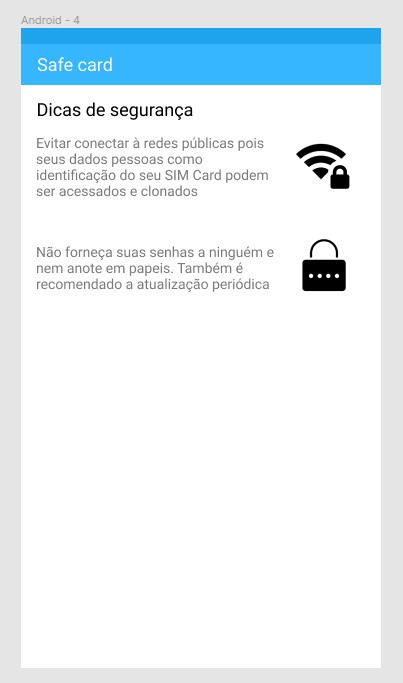 Android - 4
Safe card
Dicas de segurança
Evitar conectar à redes públicas pois
seus dados pessoas como
identificação do seu SIM Card podem
ser acessados e clonados
Não forneça suas senhas a ninguém e
nem anote em papeis. Também é
recomendado a atualização periódica